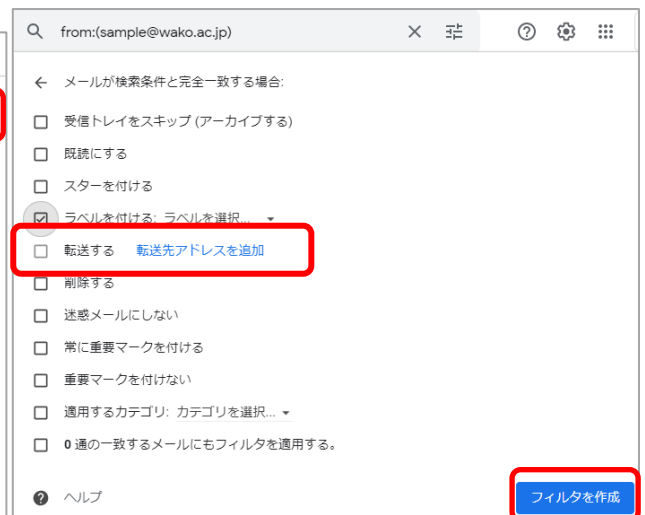 from:(sample@wako.ac.jp)
メールが検索条件と完全一致する場合:
受信トレイをスキップ (アーカイブする)
既読にする
スターを付ける
ラベルを付ける: ラベルを選択...
転送する 転送先アドレスを追加
削除する
迷惑メールにしない
常に重要マークを付ける
重要マークを付けない
適用するカテゴリ: カテゴリを選択...
0 通の一致するメールにもフィルタを適用する。
ヘルプ フィルタを作成